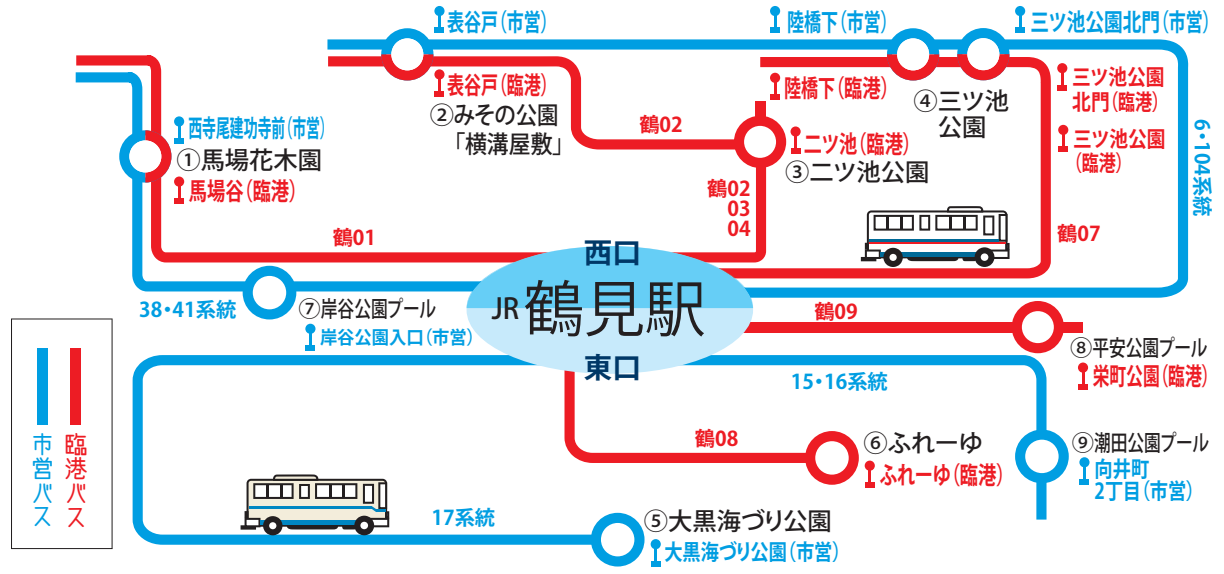 表谷戸(市営)
陸橋下(市営)
三ツ池公園北門(市営)
表谷戸(臨港)
②みその公園
「横溝屋敷」
鶴02
陸橋下(臨港)
④三ツ池
公園
三ツ池公園
北門(臨港)
三ツ池公園
(臨港)
6・104系統
西寺尾建功寺前(市営)
①馬場花木園
馬場谷(臨港)
二ツ池(臨港)
③二ツ池公園
鶴02
03
04
鶴01
鶴07
西口
JR鶴見駅
東口
38・41系統
⑦岸谷公園プール
岸谷公園入口(市営)
鶴09
⑧平安公園プール
栄町公園(臨港)
15・16系統
鶴08
⑥ふれーゆ
ふれーゆ(臨港)
⑨潮田公園プール
向井町
2丁目(市営)
17系統
⑤大黒海づり公園
大黒海づり公園(市営)
市営バス
臨港バス